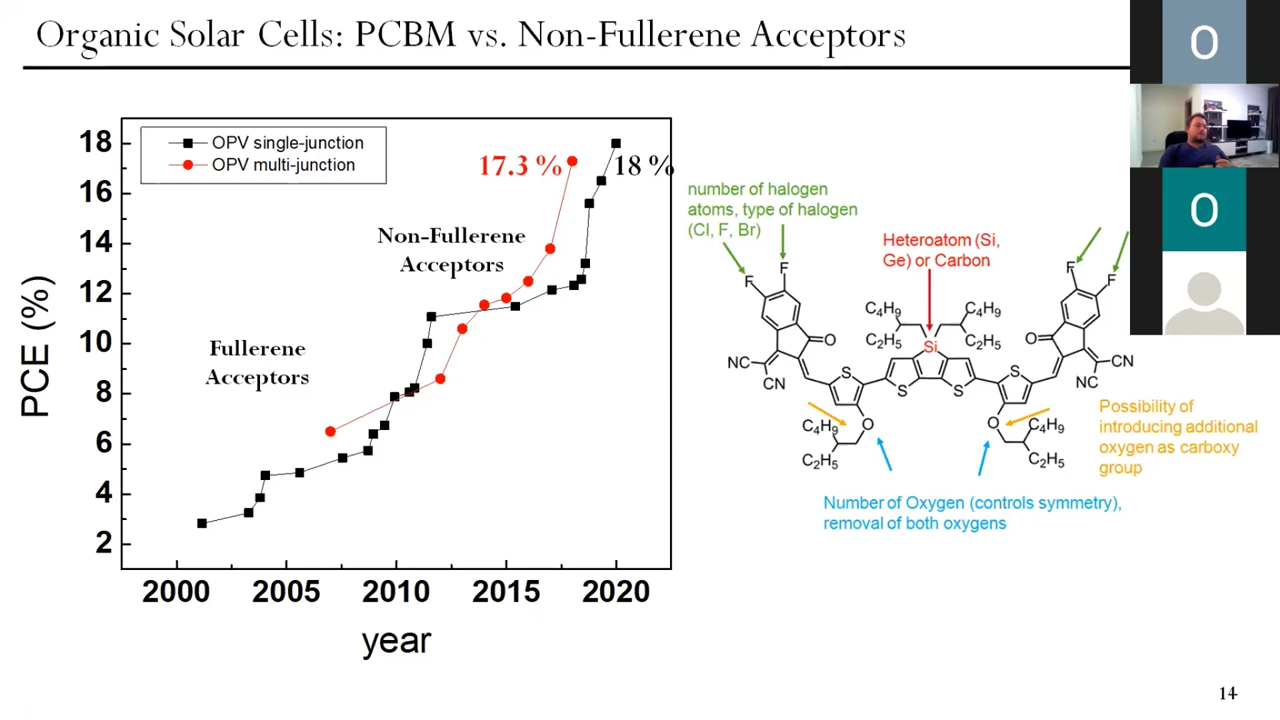 Organic Solar Cells: PCBM vs. Non-Fullerene Acceptors
O
O
OPV single-junction
OPV multi-junction
17.3 %
18 %
Non-Fullerene
Acceptors
Fullerene
Acceptors
PCE (%)
18
16
14
12
10
8
6
4
2
2000
2005
2010
2015
2020
year
number of halogen
atoms, type of halogen
(Cl, F, Br)
Heteroatom (Si,
Ge) or Carbon
F
F
F
F
C4H9
C4H9
C2H5
C2H5
Si
O
O
NC
CN
CN
NC
S
S
S
S
O
O
C4H9
C2H5
C4H9
C2H5
Possibility of
introducing additional
oxygen as carboxy
group
Number of Oxygen (controls symmetry),
removal of both oxygens
14